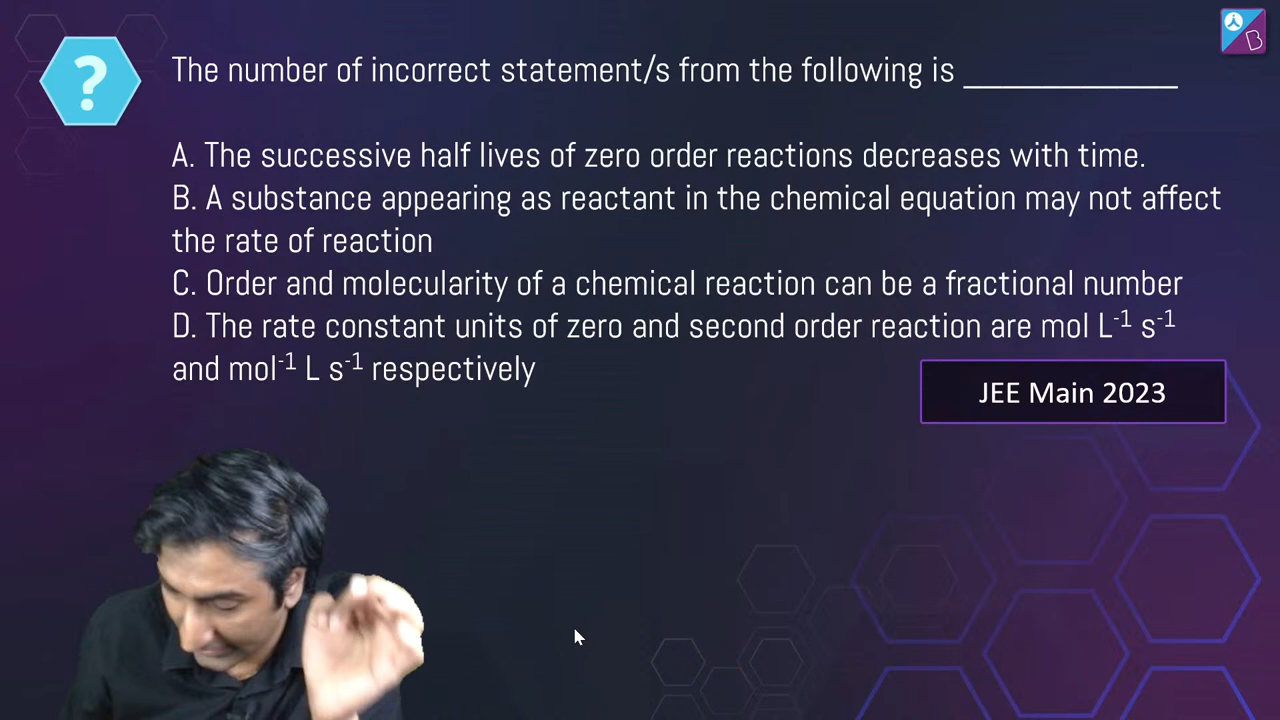 ?
The number of incorrect statement/s from the following is ______________
A. The successive half lives of zero order reactions decreases with time.
B. A substance appearing as reactant in the chemical equation may not affect
the rate of reaction
C. Order and molecularity of a chemical reaction can be a fractional number
D. The rate constant units of zero and second order reaction are mol L⁻¹ s⁻¹
and mol⁻¹ L s⁻¹ respectively
JEE Main 2023
B